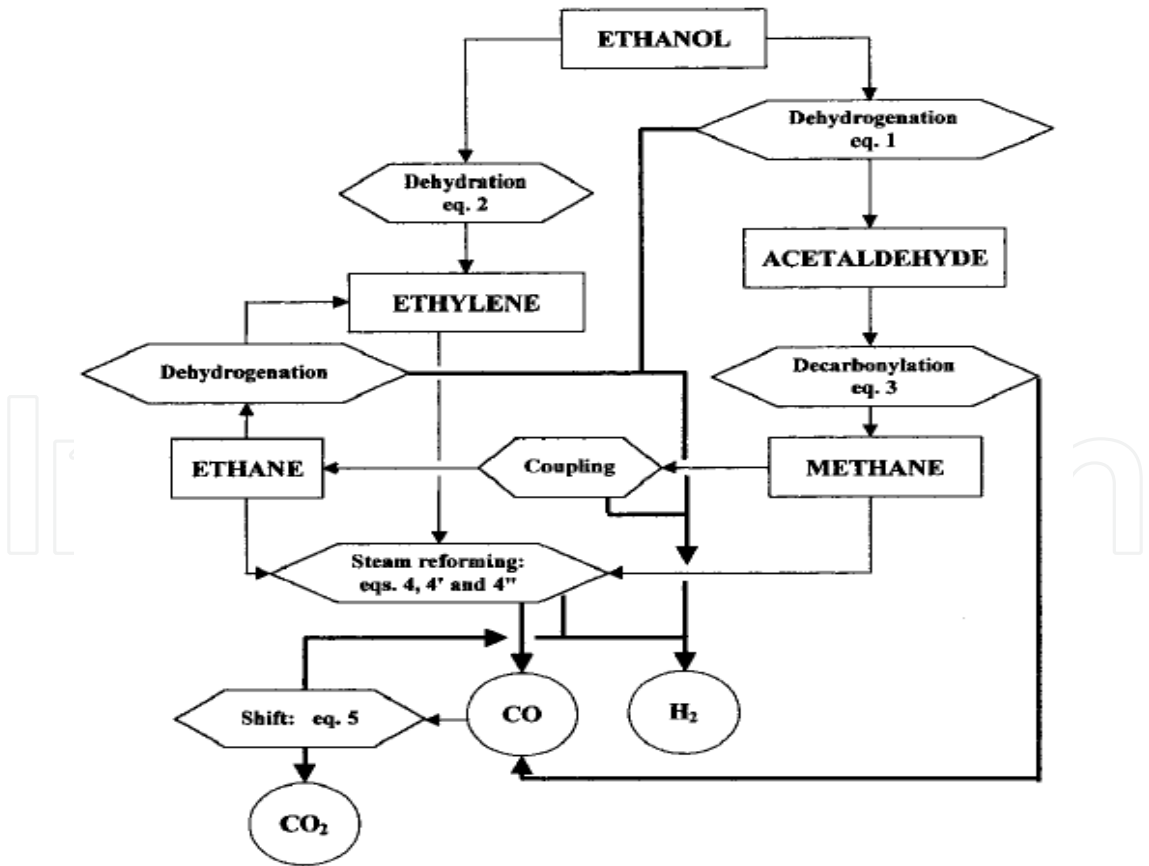 ETHANOL
Dehydrogenation
eq. 1
Dehydration
eq. 2
ACETALDEHYDE
ETHYLENE
Dehydrogenation
Decarbonylation
eq. 3
ETHANE
Coupling
METHANE
Steam reforming:
eqs. 4, 4' and 4"
Shift: eq. 5
CO
H₂
CO₂